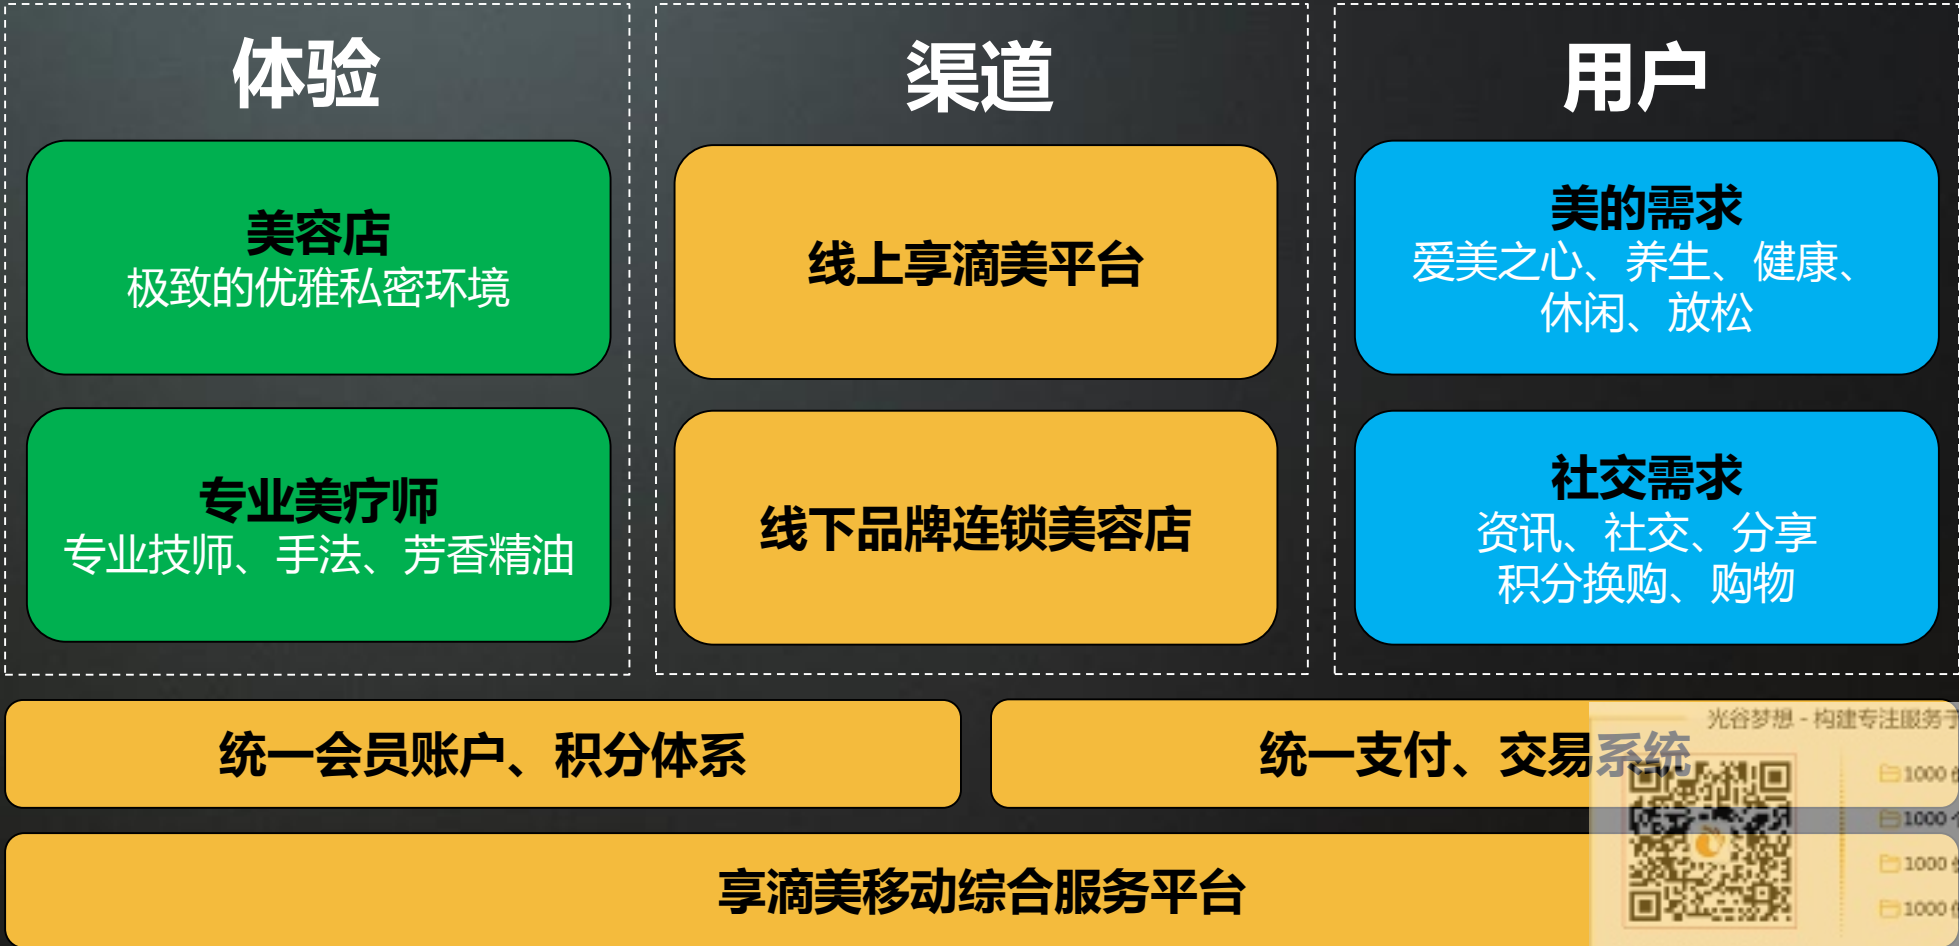 体验
美容店
极致的优雅私密环境
专业美疗师
专业技师、手法、芳香精油
渠道
线上享滴美平台
线下品牌连锁美容店
用户
美的需求
爱美之心、养生、健康、
休闲、放松
社交需求
资讯、社交、分享
积分换购、购物
统一会员账户、积分体系
统一支付、交易系统
享滴美移动综合服务平台
光谷梦想 - 构建专注服务于
1000
1000
1000
1000